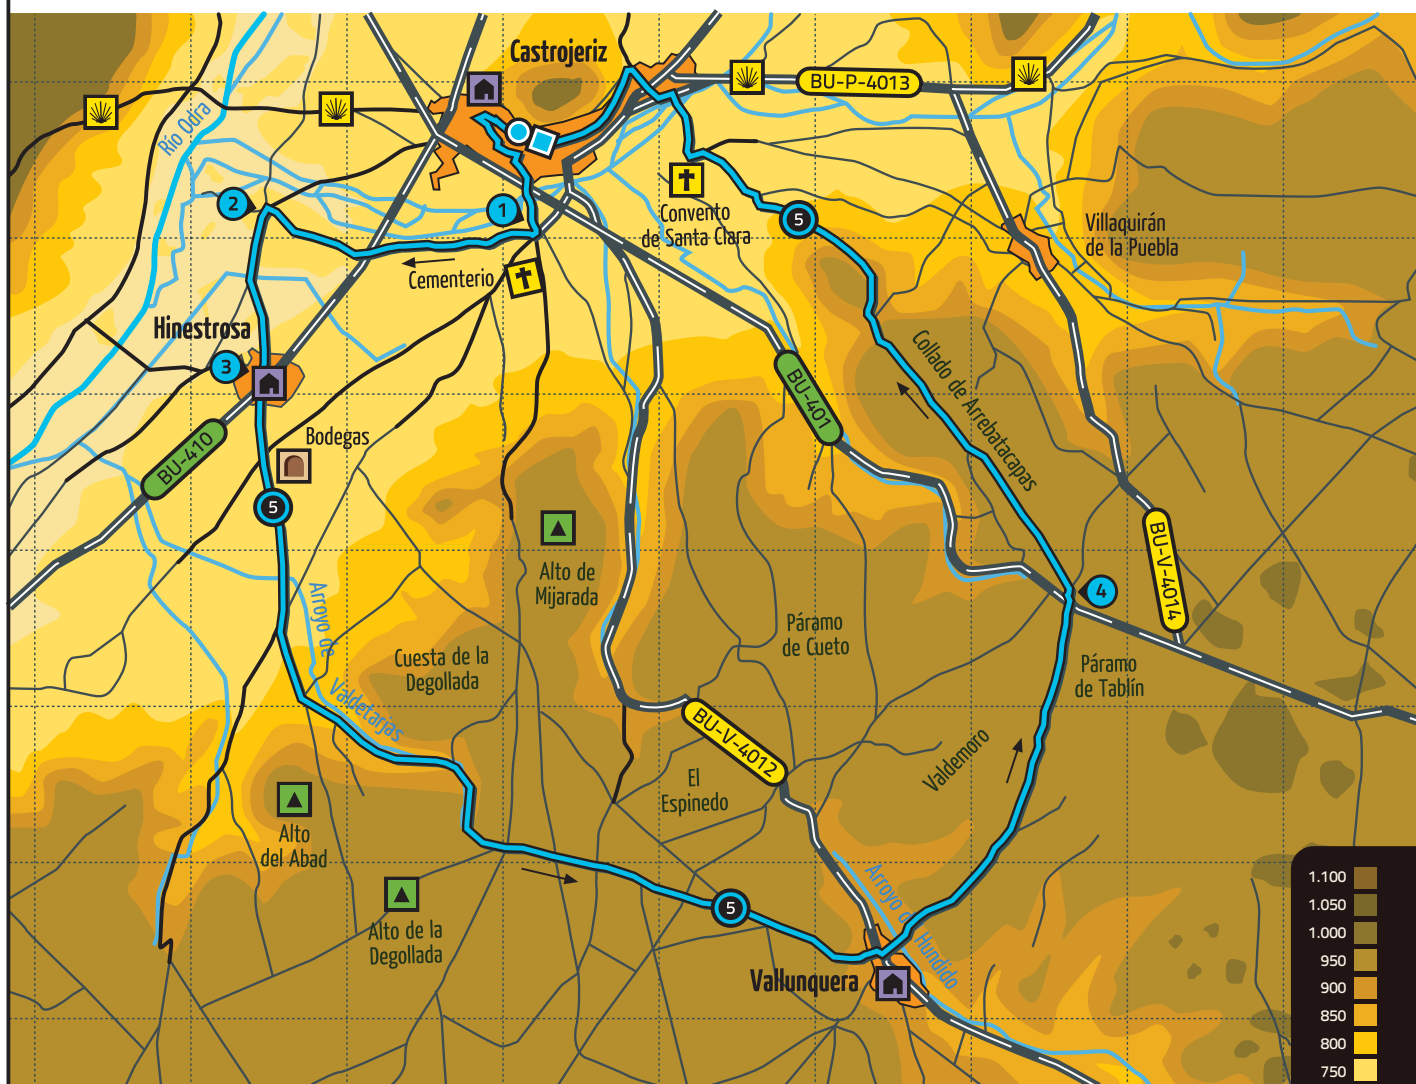 Castrojeriz
BU-P-4013
Río Odra
2
1
Convento
de Santa Clara
5
Villaquirán
de la Puebla
Cementerio
Hinestrosa
3
Collado de Arrebatacapas
BU-401
BU-410
Bodegas
5
BU-V-4014
Alto de
Mijarada
4
Arroyo de
Valdetarjas
Cuesta de la
Degollada
Páramo
de Cueto
Páramo
de Tablín
BU-V-4012
Valdemoro
El
Espinedo
Alto
del Abad
Arroyo del Hundido
5
Alto de la
Degollada
Vallunquera
1.100
1.050
1.000
950
900
850
800
750